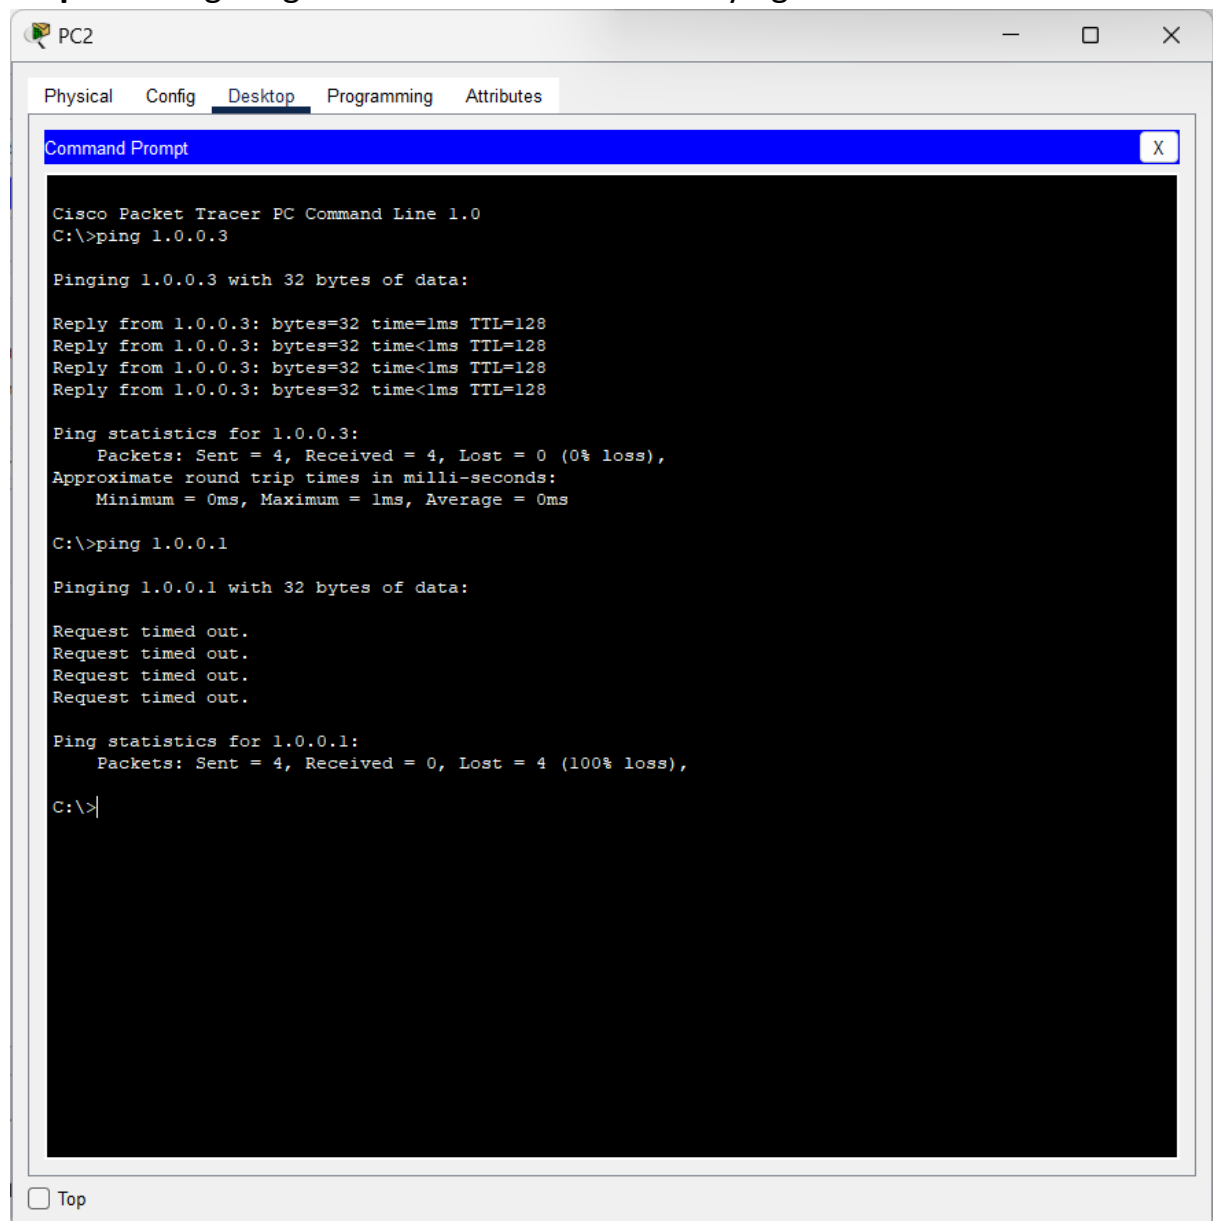 PC2
Physical Config Desktop Programming Attributes
Command Prompt
X
Cisco Packet Tracer PC Command Line 1.0
C:\>ping 1.0.0.3
Pinging 1.0.0.3 with 32 bytes of data:
Reply from 1.0.0.3: bytes=32 time=1ms TTL=128
Reply from 1.0.0.3: bytes=32 time<1ms TTL=128
Reply from 1.0.0.3: bytes=32 time<1ms TTL=128
Reply from 1.0.0.3: bytes=32 time<1ms TTL=128
Ping statistics for 1.0.0.3:
Packets: Sent = 4, Received = 4, Lost = 0 (0% loss),
Approximate round trip times in milli-seconds:
Minimum = 0ms, Maximum = 1ms, Average = 0ms
C:\>ping 1.0.0.1
Pinging 1.0.0.1 with 32 bytes of data:
Request timed out.
Request timed out.
Request timed out.
Request timed out.
Ping statistics for 1.0.0.1:
Packets: Sent = 4, Received = 0, Lost = 4 (100% loss),
C:\>
Top